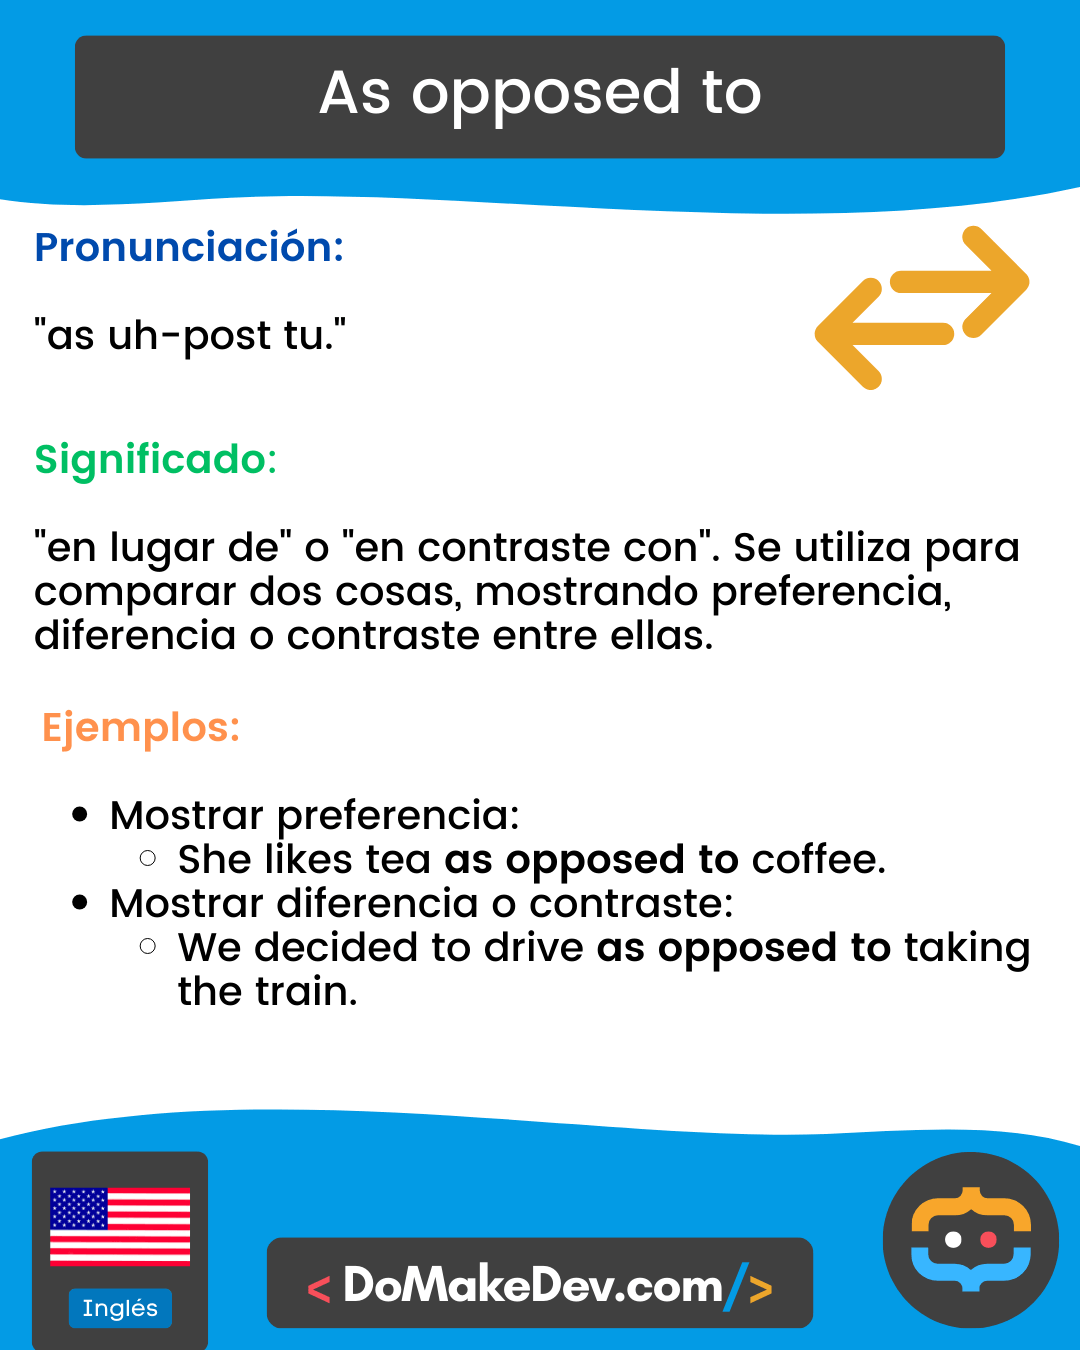 As opposed to
Pronunciación:
"as uh-post tu."
Significado:
"en lugar de" o "en contraste con". Se utiliza para
comparar dos cosas, mostrando preferencia,
diferencia o contraste entre ellas.
Ejemplos:
• Mostrar preferencia:
○ She likes tea as opposed to coffee.
• Mostrar diferencia o contraste:
○ We decided to drive as opposed to taking
the train.
Inglés
< DoMakeDev.com/>